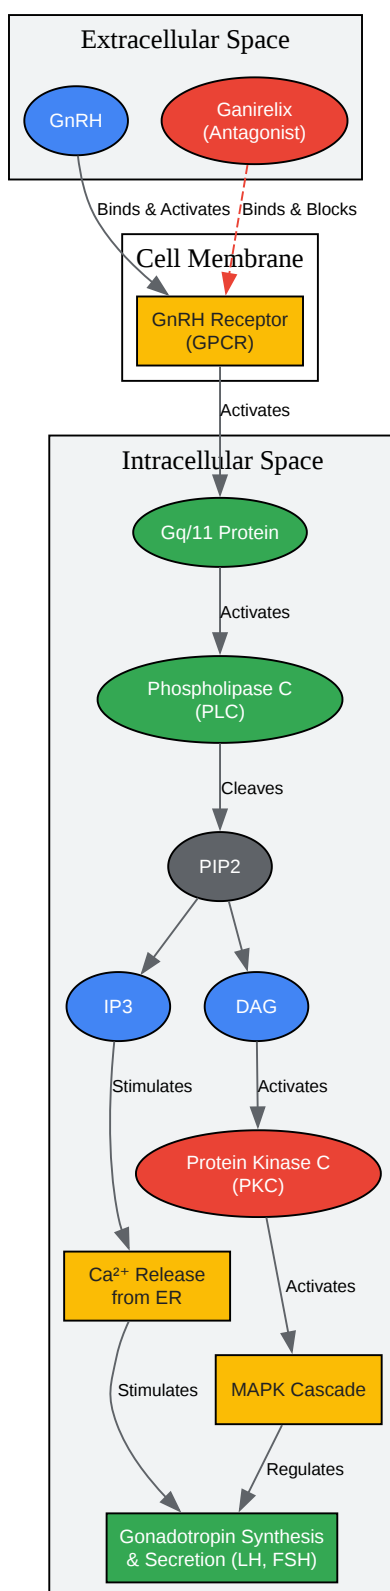 Extracellular Space
GnRH
Ganirelix
(Antagonist)
Binds & Activates
Binds & Blocks
Cell Membrane
GnRH Receptor
(GPCR)
Activates
Intracellular Space
Gq/11 Protein
Activates
Phospholipase C
(PLC)
Cleaves
PIP2
IP3
DAG
Stimulates
Activates
Protein Kinase C
(PKC)
Ca²⁺ Release
from ER
Activates
MAPK Cascade
Stimulates
Regulates
Gonadotropin Synthesis
& Secretion (LH, FSH)